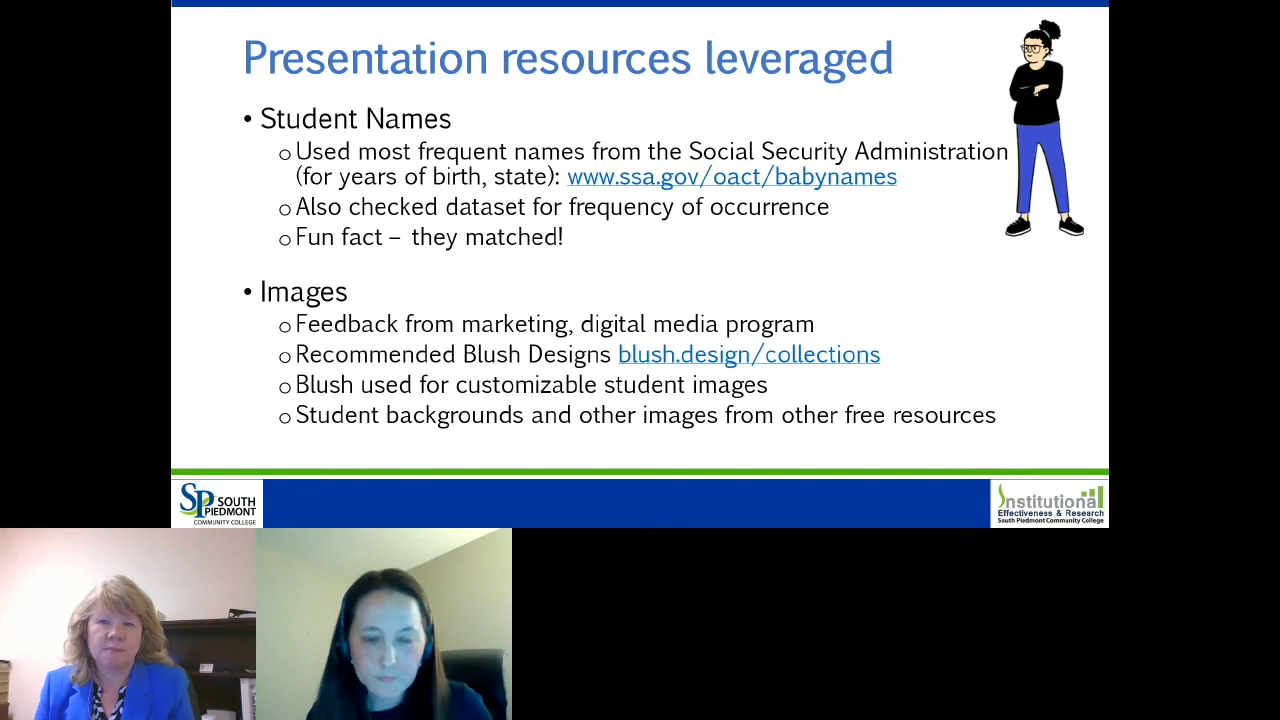 Presentation resources leveraged
• Student Names
o Used most frequent names from the Social Security Administration
(for years of birth, state): www.ssa.gov/oact/babynames
o Also checked dataset for frequency of occurrence
o Fun fact – they matched!
• Images
o Feedback from marketing, digital media program
o Recommended Blush Designs blush.design/collections
o Blush used for customizable student images
o Student backgrounds and other images from other free resources
SP SOUTH
PIEDMONT
COMMUNITY COLLEGE
Institutional
Effectiveness & Research
South Piedmont Community College